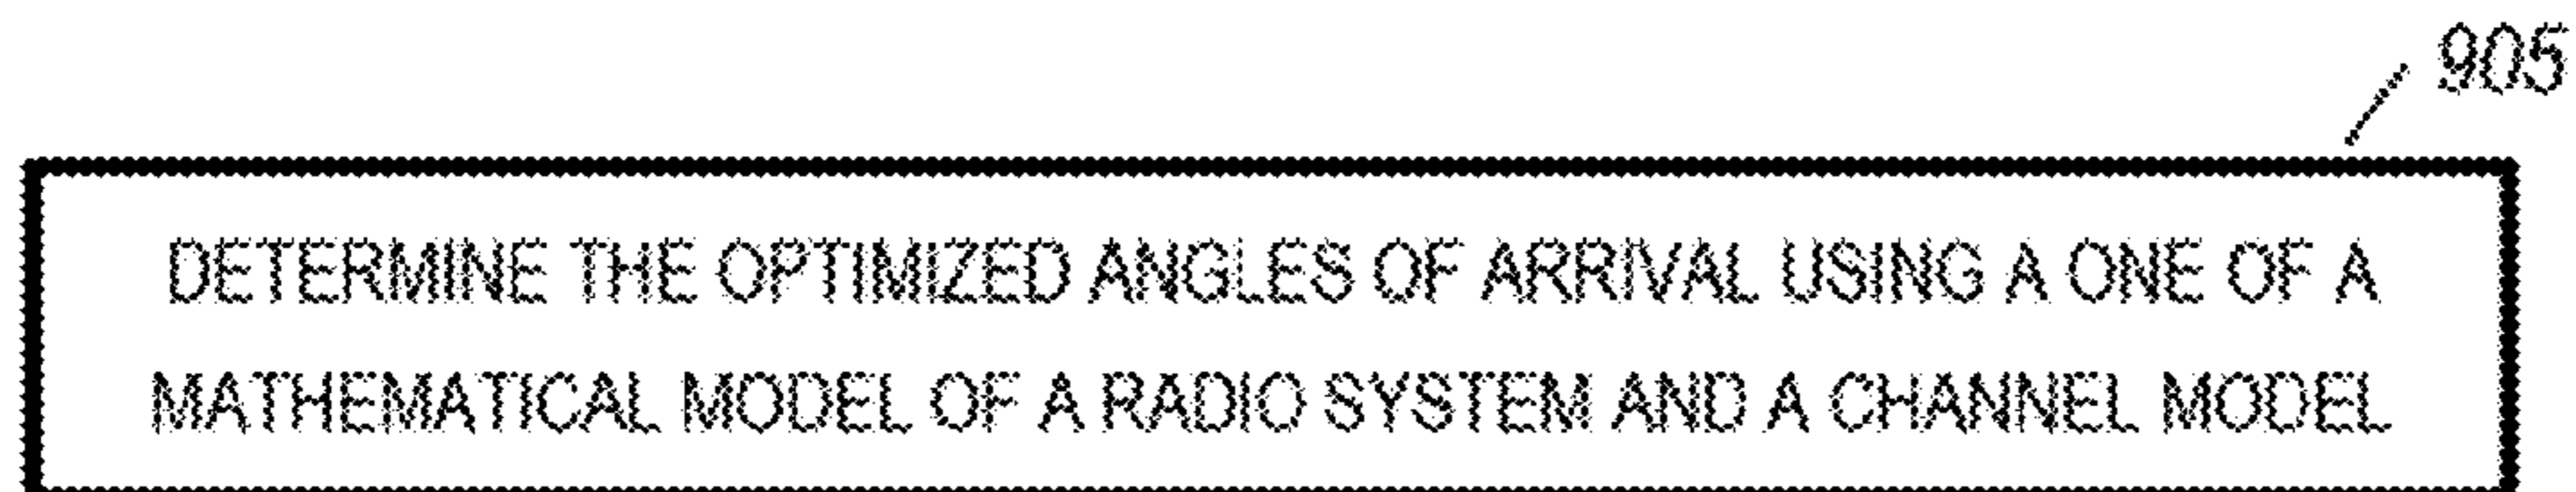 905
DETERMINE THE OPTIMIZED ANGLES OF ARRIVAL USING A ONE OF A
MATHEMATICAL MODEL OF A RADIO SYSTEM AND A CHANNEL MODEL